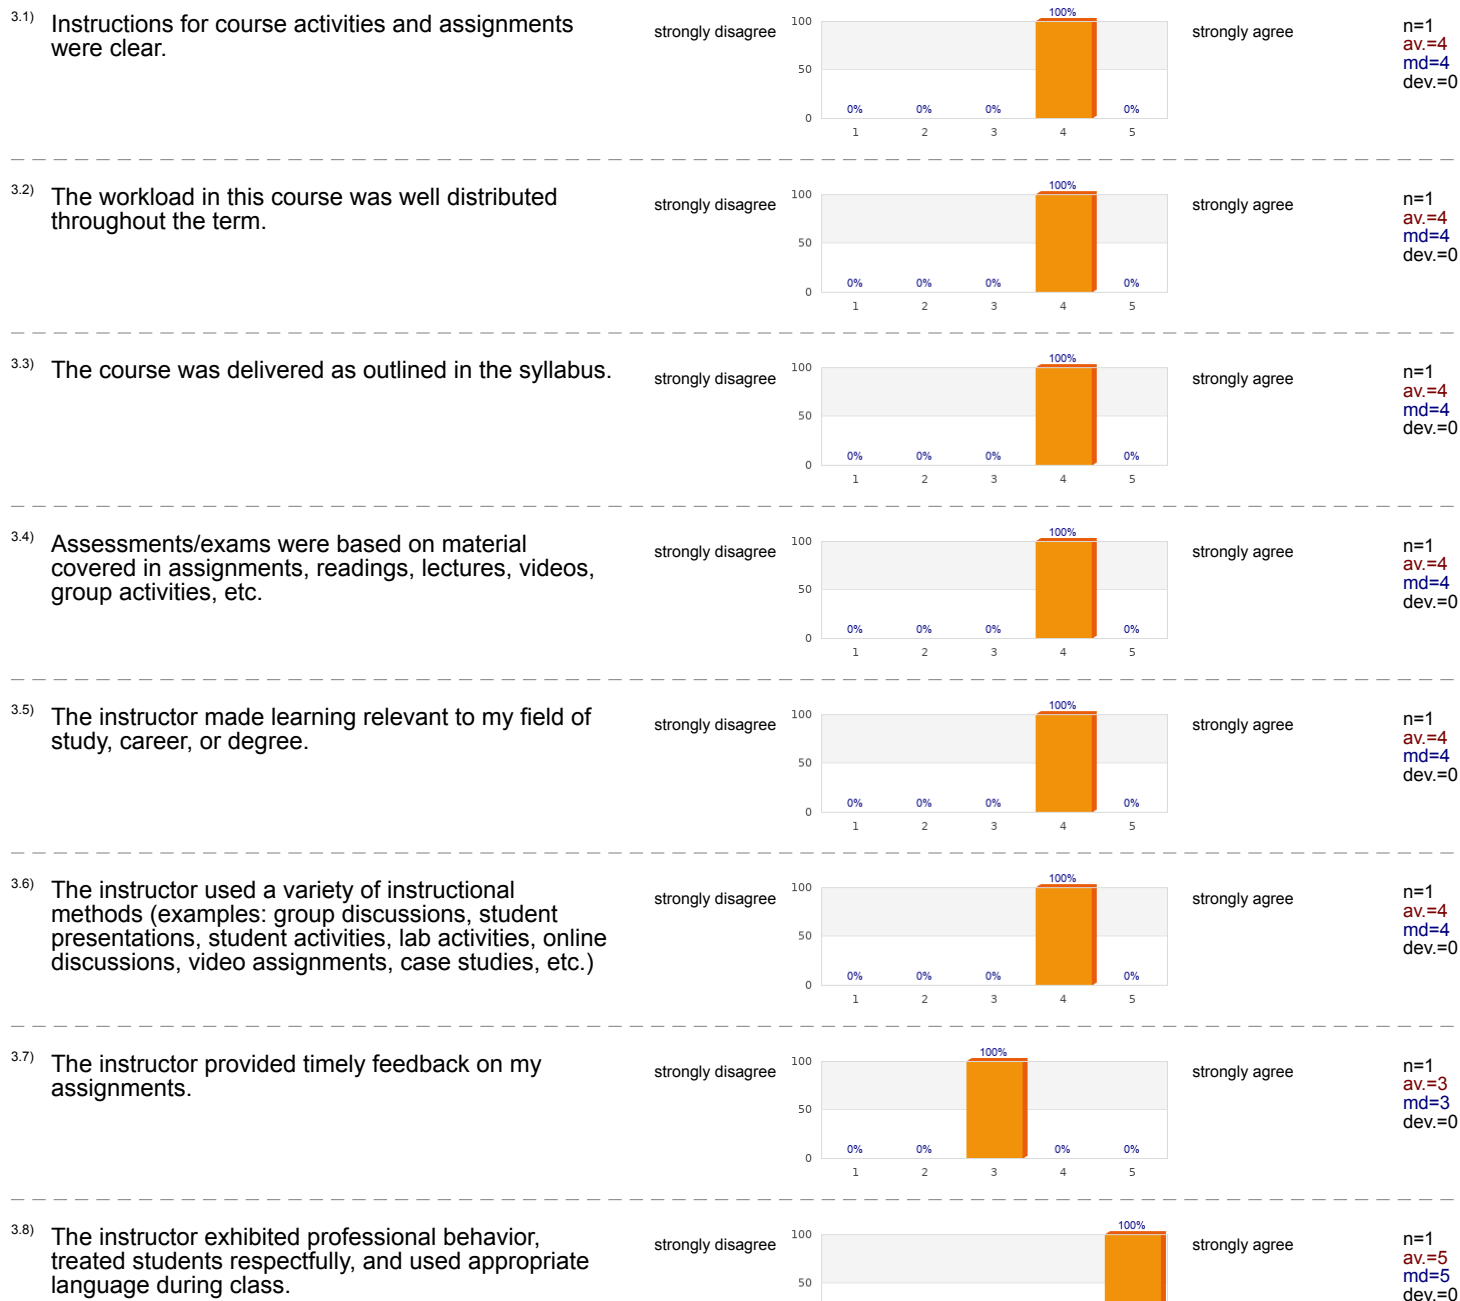 3.1) Instructions for course activities and assignments
were clear.
strongly disagree
100
50
0
0% 0% 0% 100% 0%
1 2 3 4 5
strongly agree
n=1
av.=4
md=4
dev.=0
3.2) The workload in this course was well distributed
throughout the term.
strongly disagree
100
50
0
0% 0% 0% 100% 0%
1 2 3 4 5
strongly agree
n=1
av.=4
md=4
dev.=0
3.3) The course was delivered as outlined in the syllabus.
strongly disagree
100
50
0
0% 0% 0% 100% 0%
1 2 3 4 5
strongly agree
n=1
av.=4
md=4
dev.=0
3.4) Assessments/exams were based on material
covered in assignments, readings, lectures, videos,
group activities, etc.
strongly disagree
100
50
0
0% 0% 0% 100% 0%
1 2 3 4 5
strongly agree
n=1
av.=4
md=4
dev.=0
3.5) The instructor made learning relevant to my field of
study, career, or degree.
strongly disagree
100
50
0
0% 0% 0% 100% 0%
1 2 3 4 5
strongly agree
n=1
av.=4
md=4
dev.=0
3.6) The instructor used a variety of instructional
methods (examples: group discussions, student
presentations, student activities, lab activities, online
discussions, video assignments, case studies, etc.)
strongly disagree
100
50
0
0% 0% 0% 100% 0%
1 2 3 4 5
strongly agree
n=1
av.=4
md=4
dev.=0
3.7) The instructor provided timely feedback on my
assignments.
strongly disagree
100
50
0
0% 0% 100% 0% 0%
1 2 3 4 5
strongly agree
n=1
av.=3
md=3
dev.=0
3.8) The instructor exhibited professional behavior,
treated students respectfully, and used appropriate
language during class.
strongly disagree
100
50
100%
strongly agree
n=1
av.=5
md=5
dev.=0